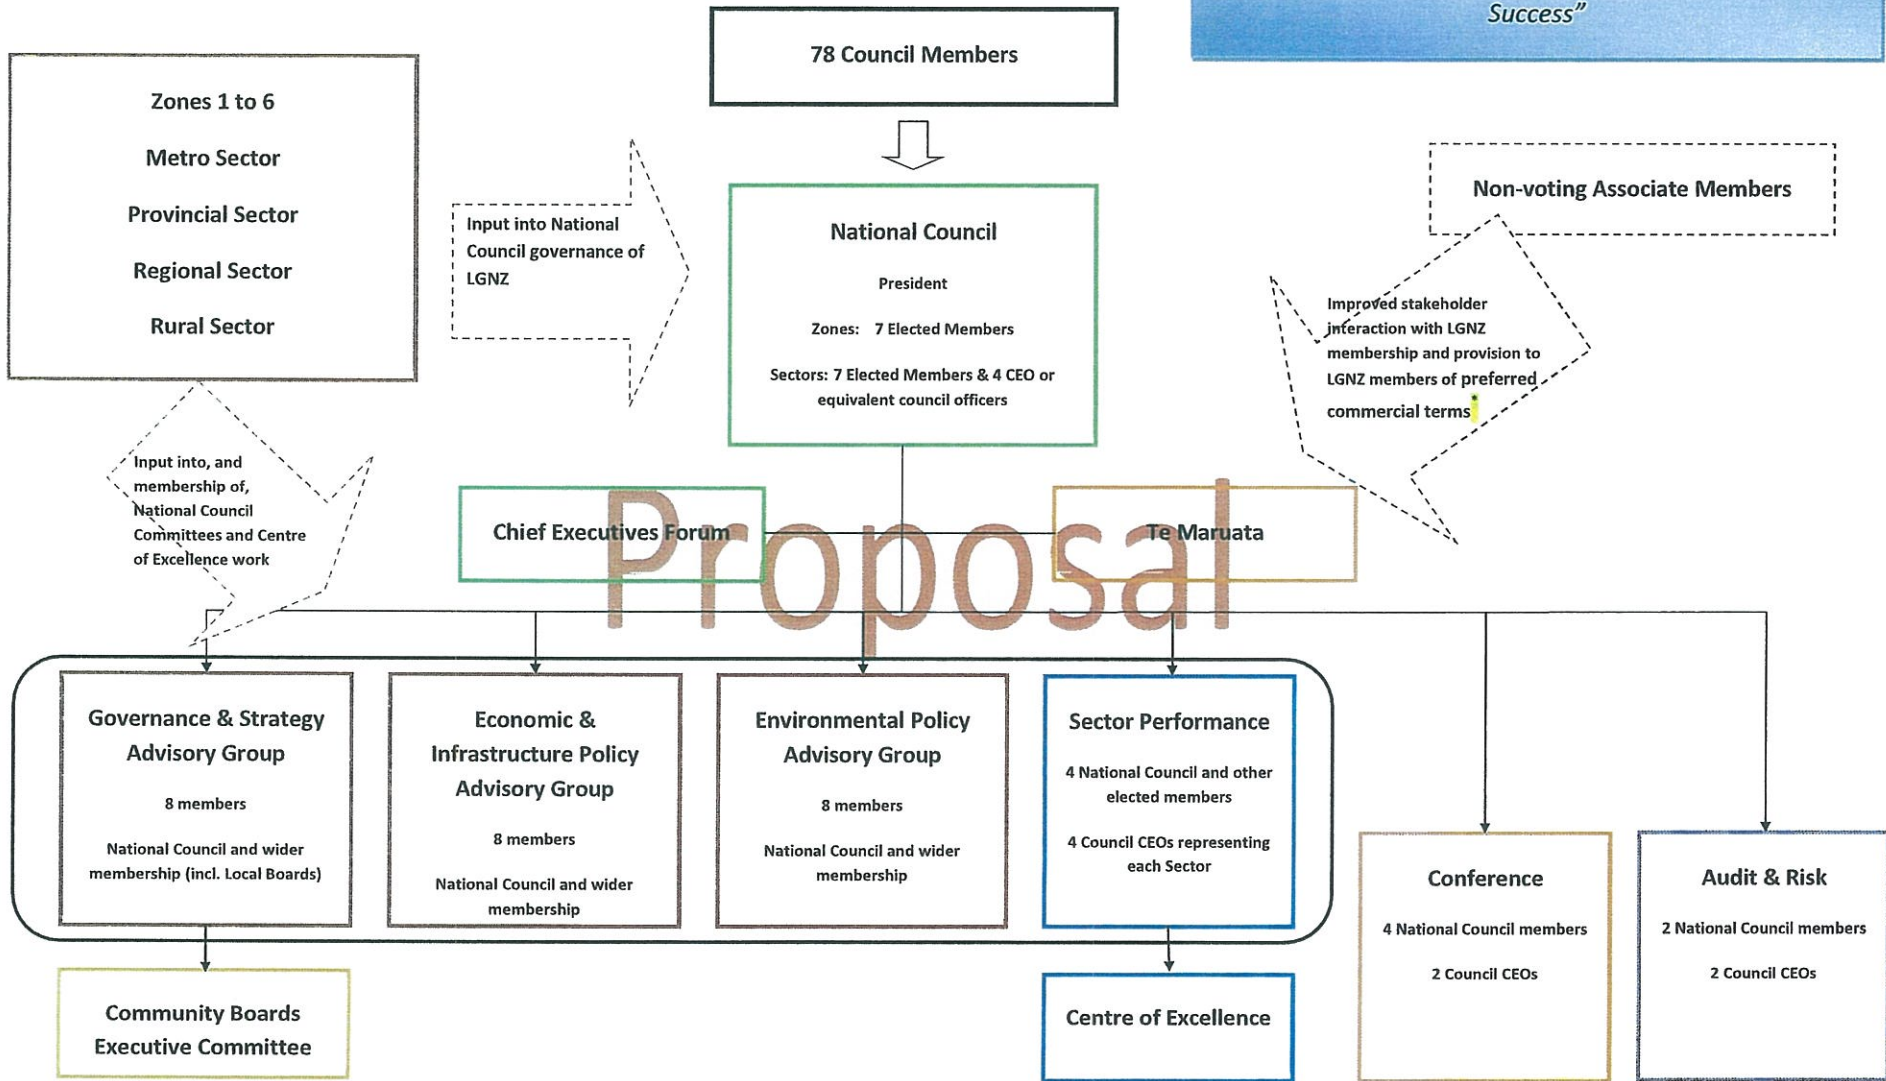 Success"
78 Council Members
Zones 1 to 6
Metro Sector
Provincial Sector
Regional Sector
Rural Sector
Input into National
Council governance of
LGNZ
National Council
President
Zones: 7 Elected Members
Sectors: 7 Elected Members & 4 CEO or
equivalent council officers
Non-voting Associate Members
Improved stakeholder
interaction with LGNZ
membership and provision to
LGNZ members of preferred
commercial terms
Input into, and
membership of,
National Council
Committees and Centre
of Excellence work
Chief Executives Forum
Te Maruata
Proposal
Governance & Strategy
Advisory Group
8 members
National Council and wider
membership (incl. Local Boards)
Economic &
Infrastructure Policy
Advisory Group
8 members
National Council and wider
membership
Environmental Policy
Advisory Group
8 members
National Council and wider
membership
Sector Performance
4 National Council and other
elected members
4 Council CEOs representing
each Sector
Conference
4 National Council members
2 Council CEOs
Audit & Risk
2 National Council members
2 Council CEOs
Community Boards
Executive Committee
Centre of Excellence